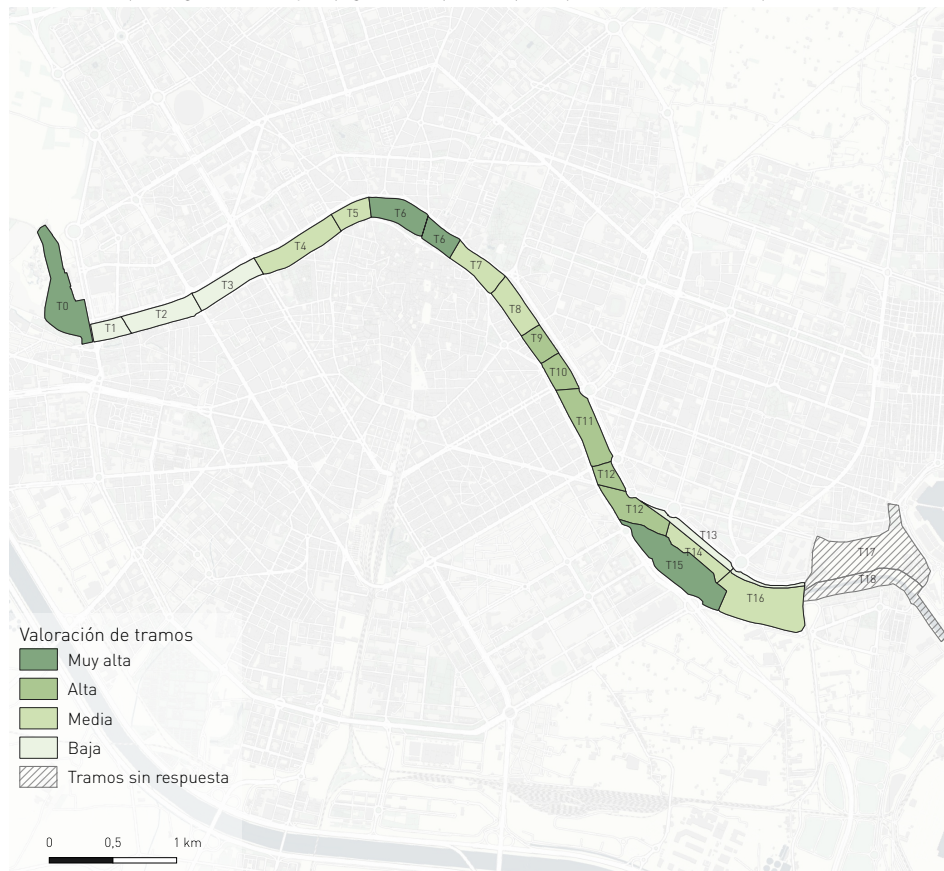 T0
T1
T2
T3
T4
T5
T6
T6
T7
T8
T9
T10
T11
T12
T12
T13
T14
T15
T16
T17
T18
Valoración de tramos
Muy alta
Alta
Media
Baja
Tramos sin respuesta
0 0,5 1 km